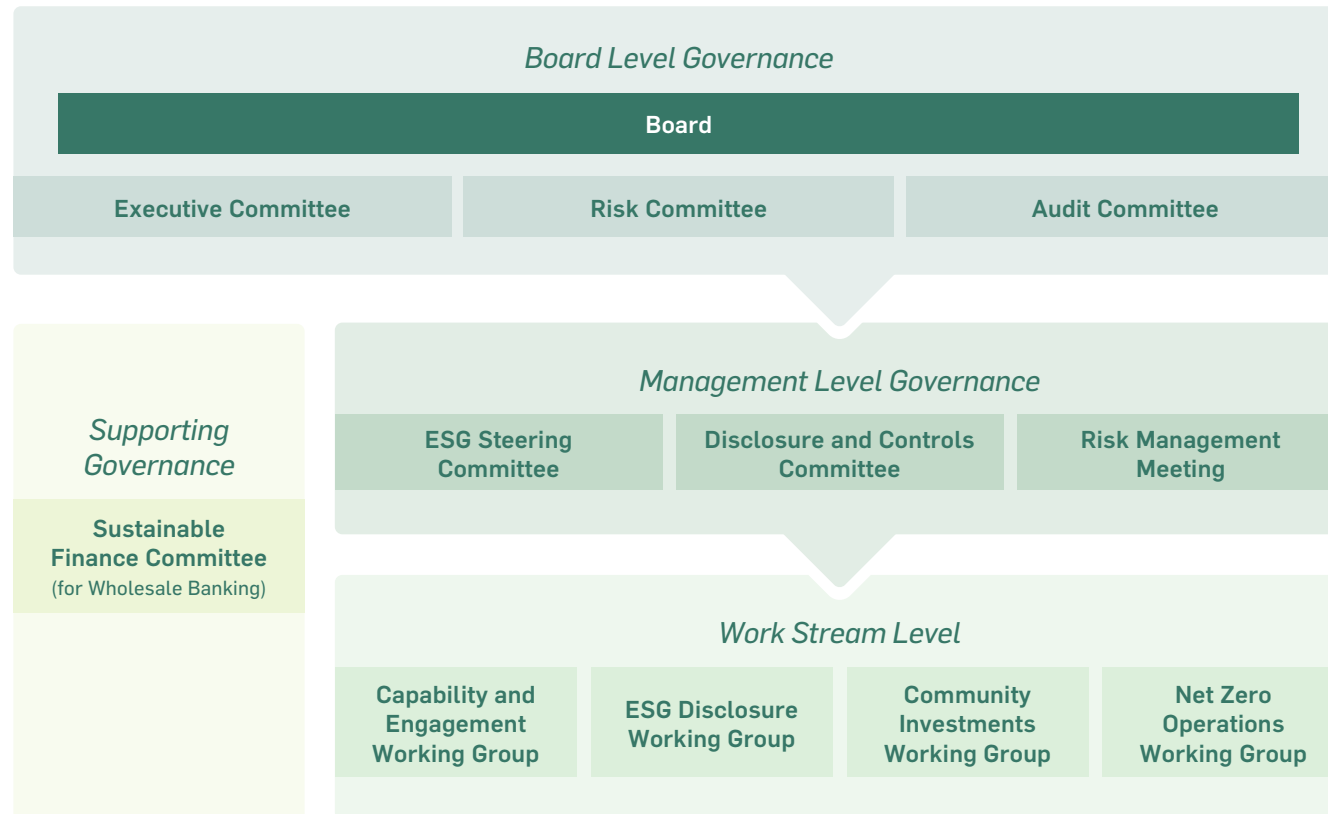 Board Level Governance
Board
Executive Committee
Risk Committee
Audit Committee
Supporting
Governance
Sustainable
Finance Committee
(for Wholesale Banking)
Management Level Governance
ESG Steering
Committee
Disclosure and Controls
Committee
Risk Management
Meeting
Work Stream Level
Capability and
Engagement
Working Group
ESG Disclosure
Working Group
Community
Investments
Working Group
Net Zero
Operations
Working Group